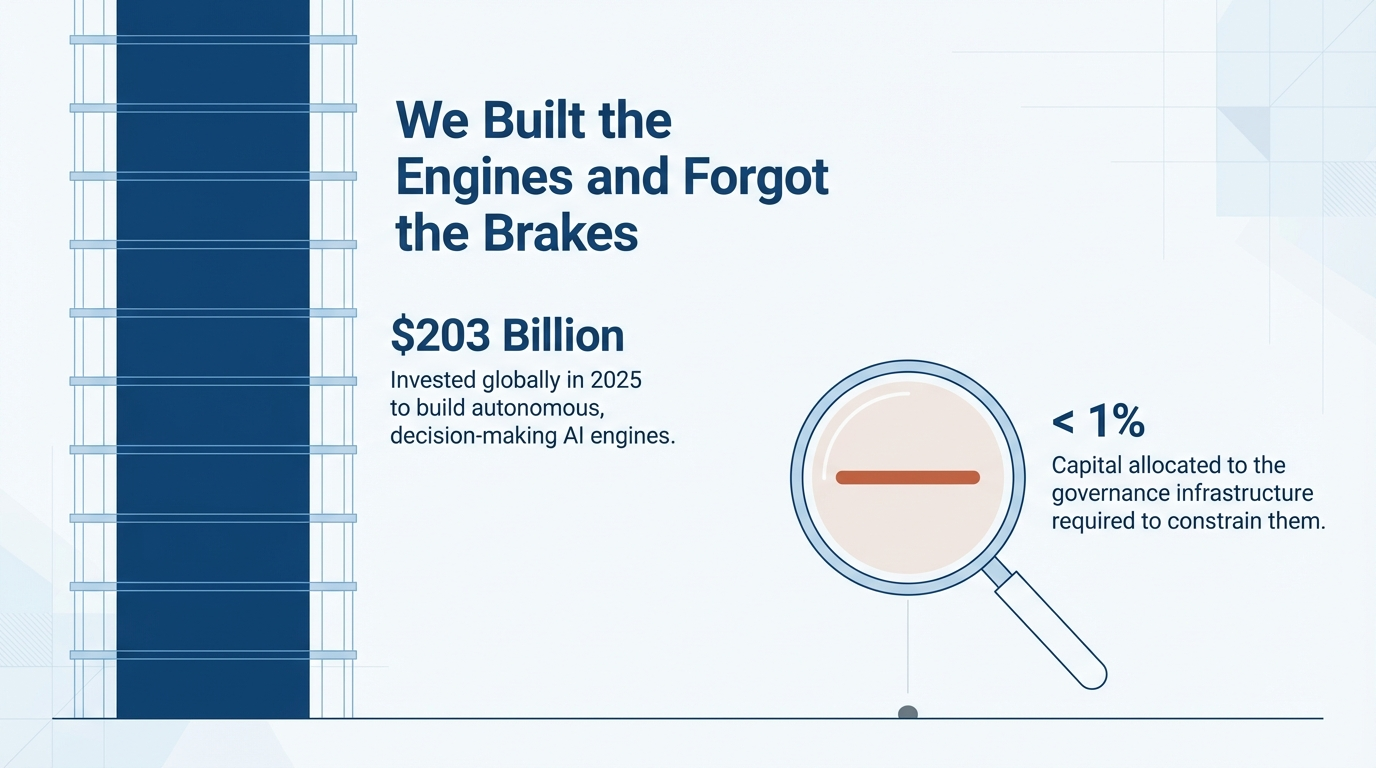 We Built the
Engines and Forgot
the Brakes
$203 Billion
Invested globally in 2025
to build autonomous,
decision-making AI engines.
< 1%
Capital allocated to the
governance infrastructure
required to constrain them.